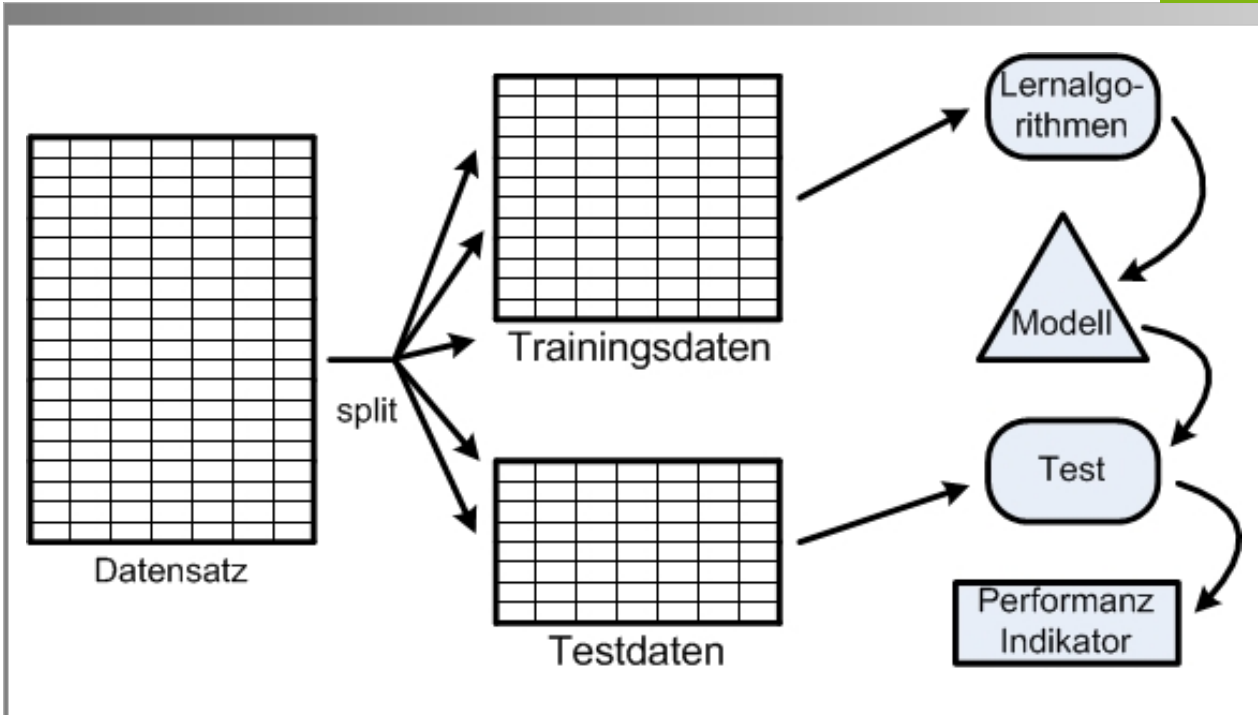 Datensatz
split
Trainingsdaten
Testdaten
Lernalgo-
rithmen
Modell
Test
Performanz
Indikator